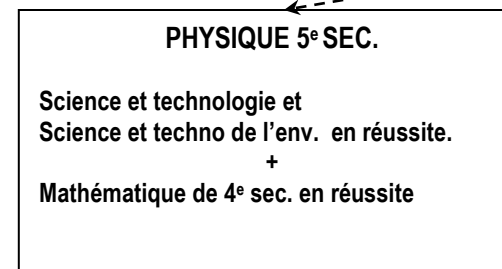 PHYSIQUE 5e SEC.
Science et technologie et
Science et techno de l’env. en réussite.
+
Mathématique de 4e sec. en réussite